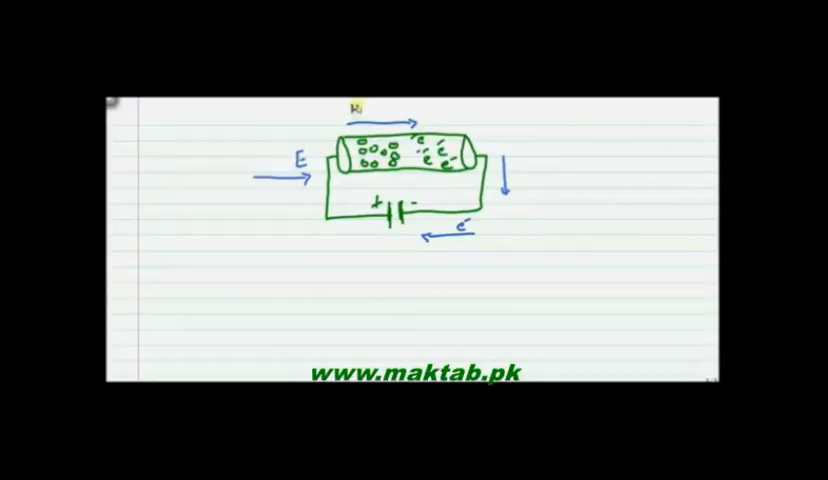 E
e⁻ e⁻
e⁻ e⁻
+ -
e⁻
www.maktab.pk